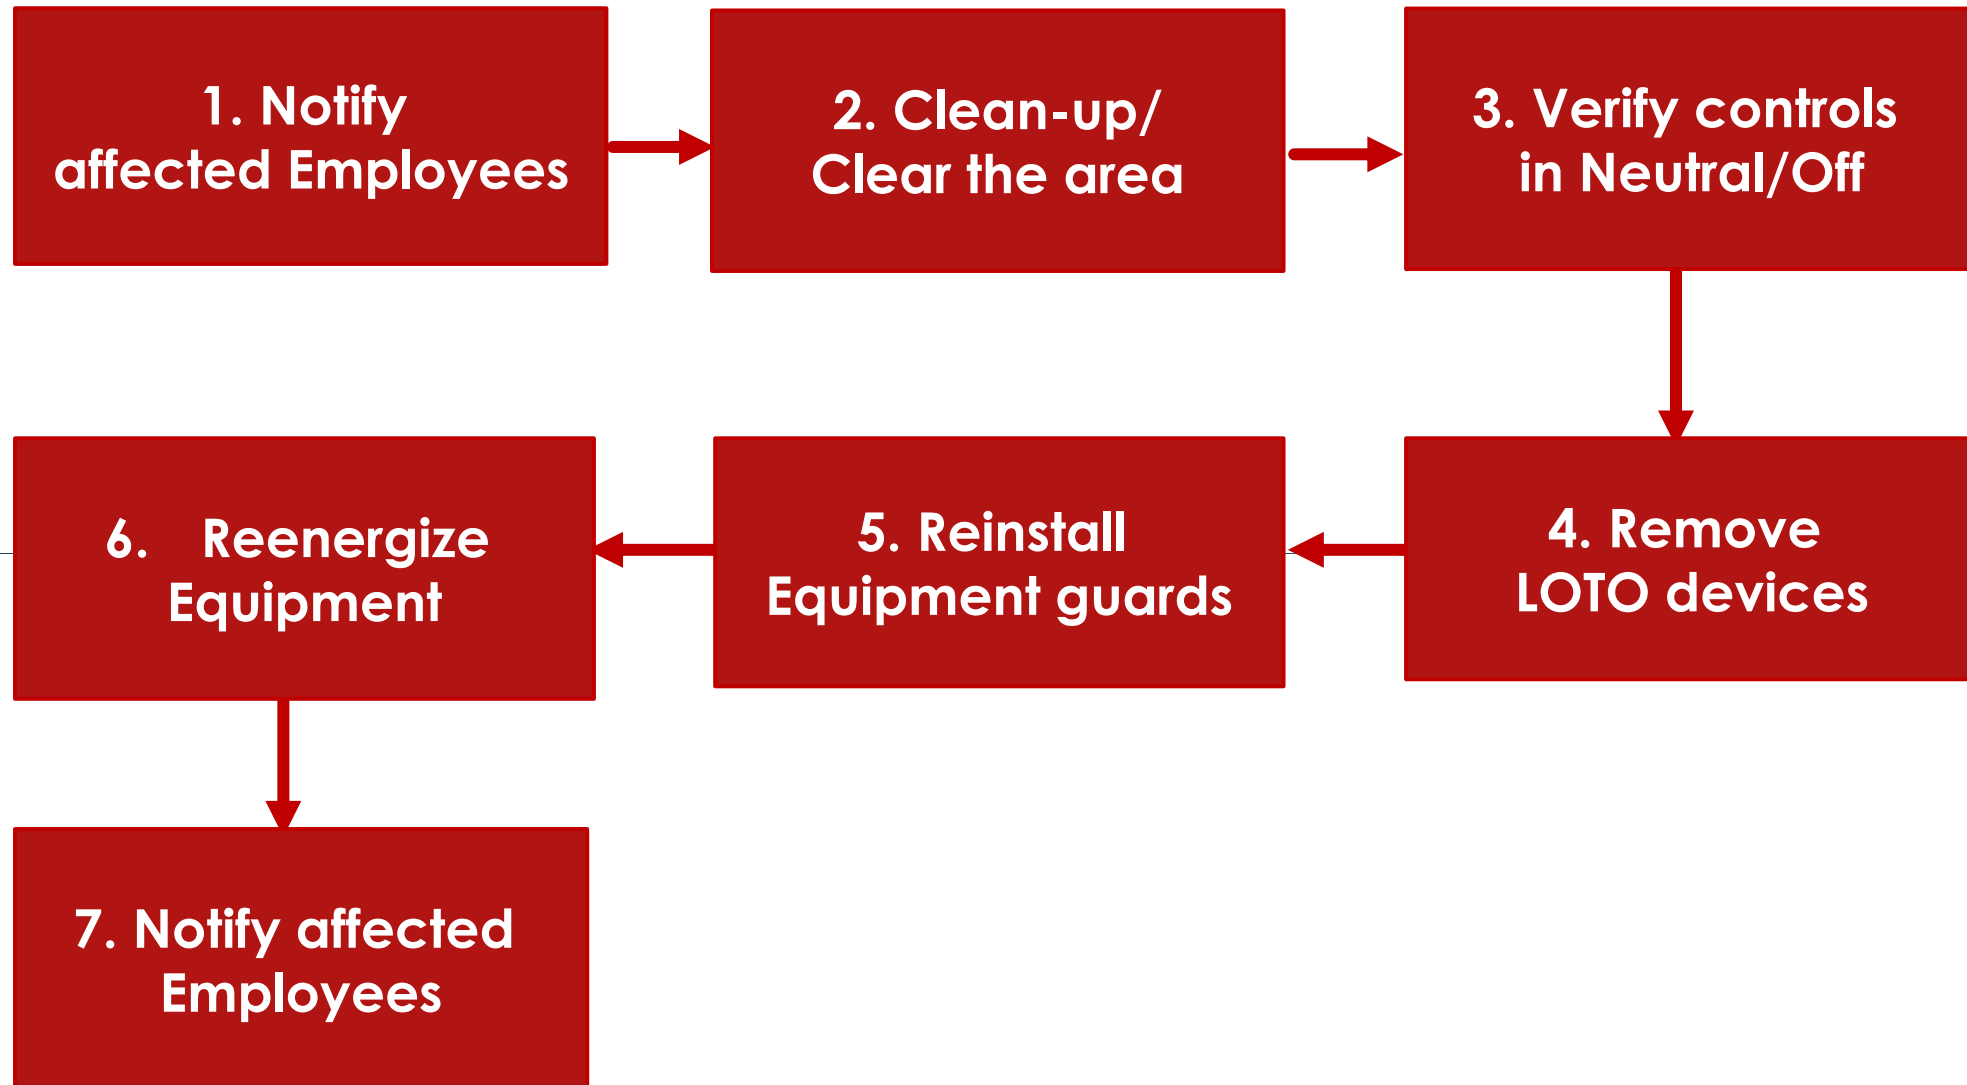 1. Notify
affected Employees
2. Clean-up/
Clear the area
3. Verify controls
in Neutral/Off
4. Remove
LOTO devices
5. Reinstall
Equipment guards
6. Reenergize
Equipment
7. Notify affected
Employees